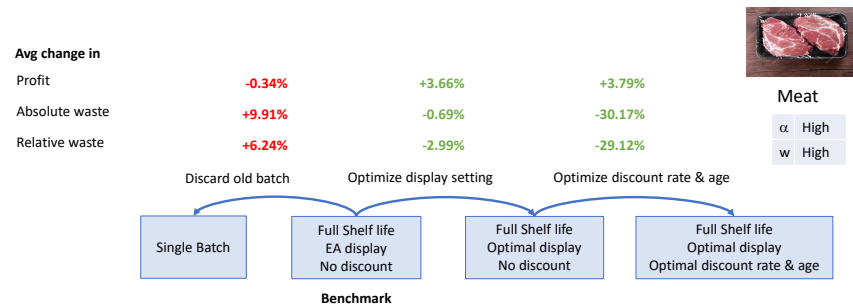 Avg change in
Profit -0.34% +3.66% +3.79%
Absolute waste +9.91% -0.69% -30.17%
Relative waste +6.24% -2.99% -29.12%
Meat
α High
w High
Discard old batch Optimize display setting Optimize discount rate & age
Single Batch
Full Shelf life
EA display
No discount
Full Shelf life
Optimal display
No discount
Full Shelf life
Optimal display
Optimal discount rate & age
Benchmark